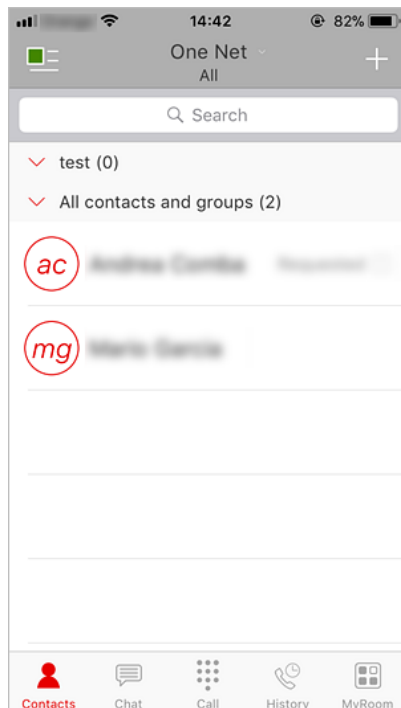 14:42 82%
One Net
All
Search
test (0)
All contacts and groups (2)
ac
mg
Contacts Chat Call History MyRoom